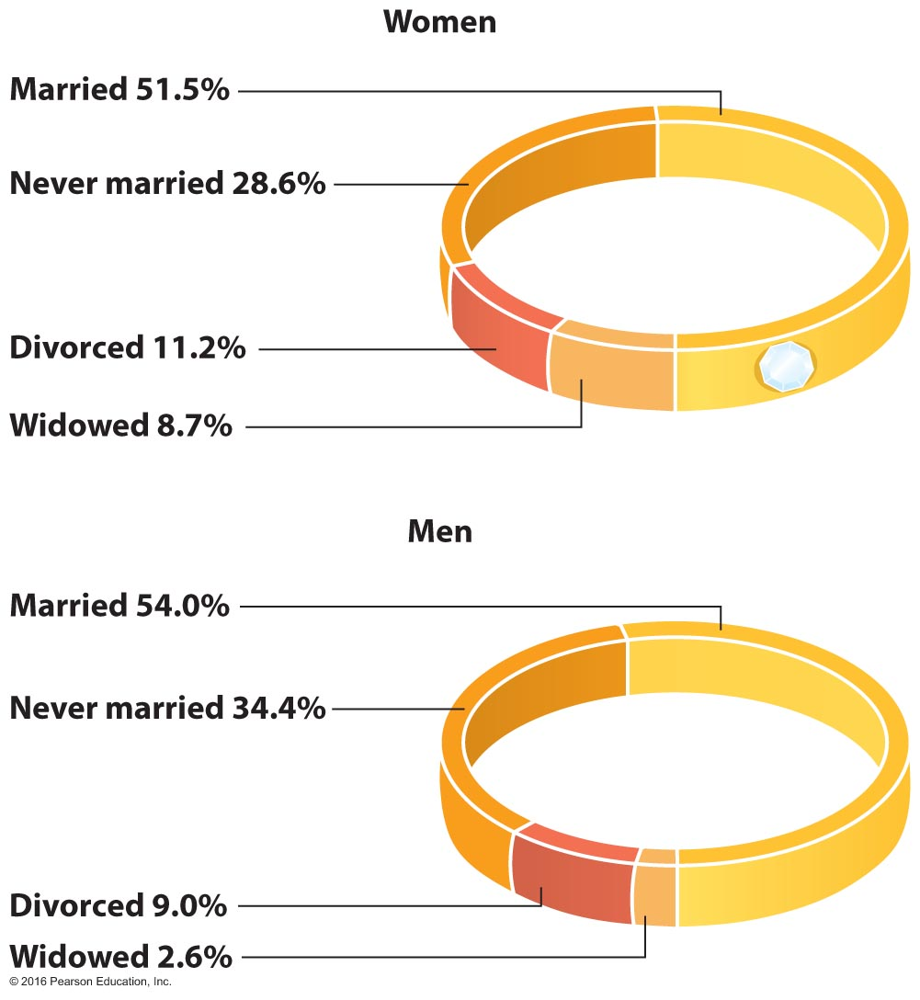 Women
Married 51.5%
Never married 28.6%
Divorced 11.2%
Widowed 8.7%
Men
Married 54.0%
Never married 34.4%
Divorced 9.0%
Widowed 2.6%
© 2016 Pearson Education, Inc.